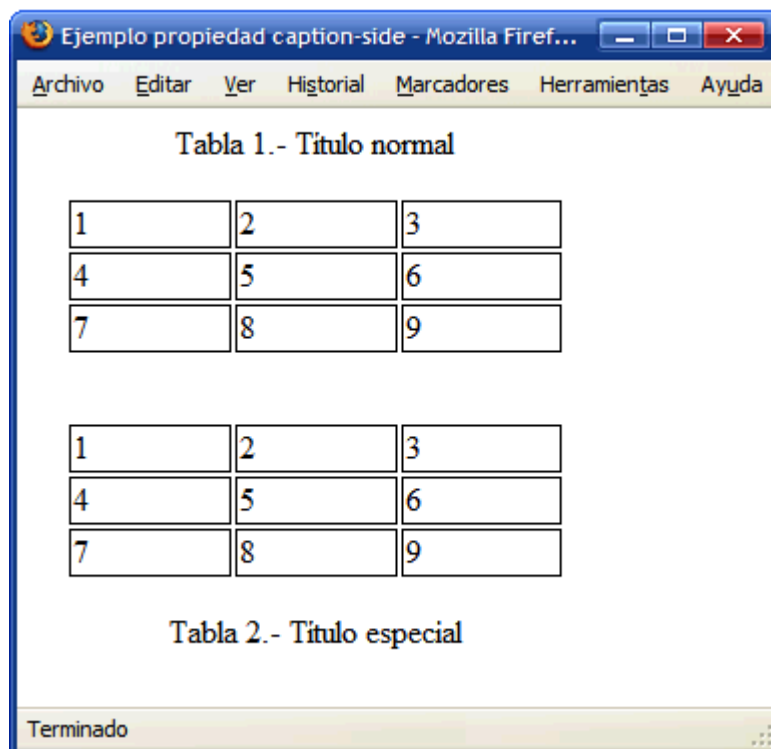 Ejemplo propiedad caption-side - Mozilla Firef...
Archivo Editar Ver Historial Marcadores Herramientas Ayuda
Tabla 1.- Título normal
1 2 3
4 5 6
7 8 9
1 2 3
4 5 6
7 8 9
Tabla 2.- Título especial
Terminado